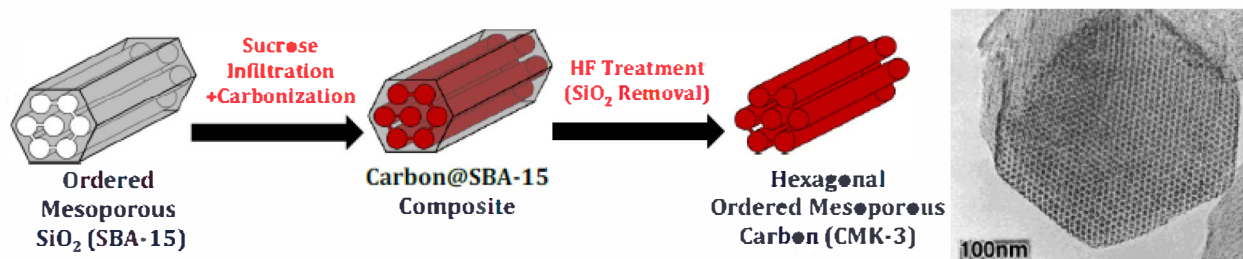 Sucrose
Infiltration
+Carbonization
HF Treatment
(SiO₂ Removal)
Ordered
Mesoporous
SiO₂ (SBA-15)
Carbon@SBA-15
Composite
Hexagonal
Ordered Mesoporous
Carbon (CMK-3)
100nm